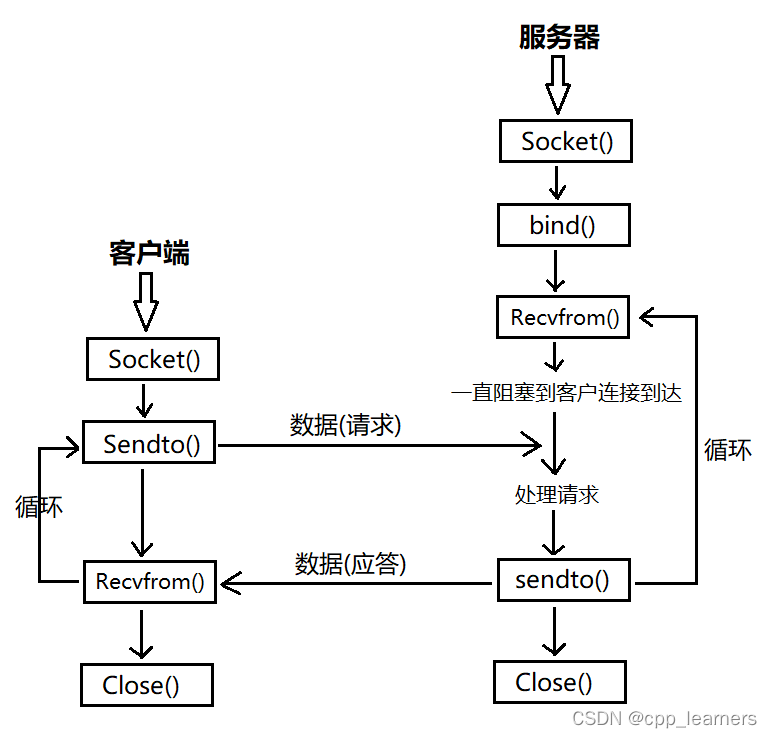 服务器
Socket()
bind()
客户端
Recvfrom()
Socket()
一直阻塞到客户连接到达
数据(请求)
Sendto()
循环
处理请求
循环
数据(应答)
Recvfrom()
sendto()
Close()
Close()
CSDN @cpp_learners